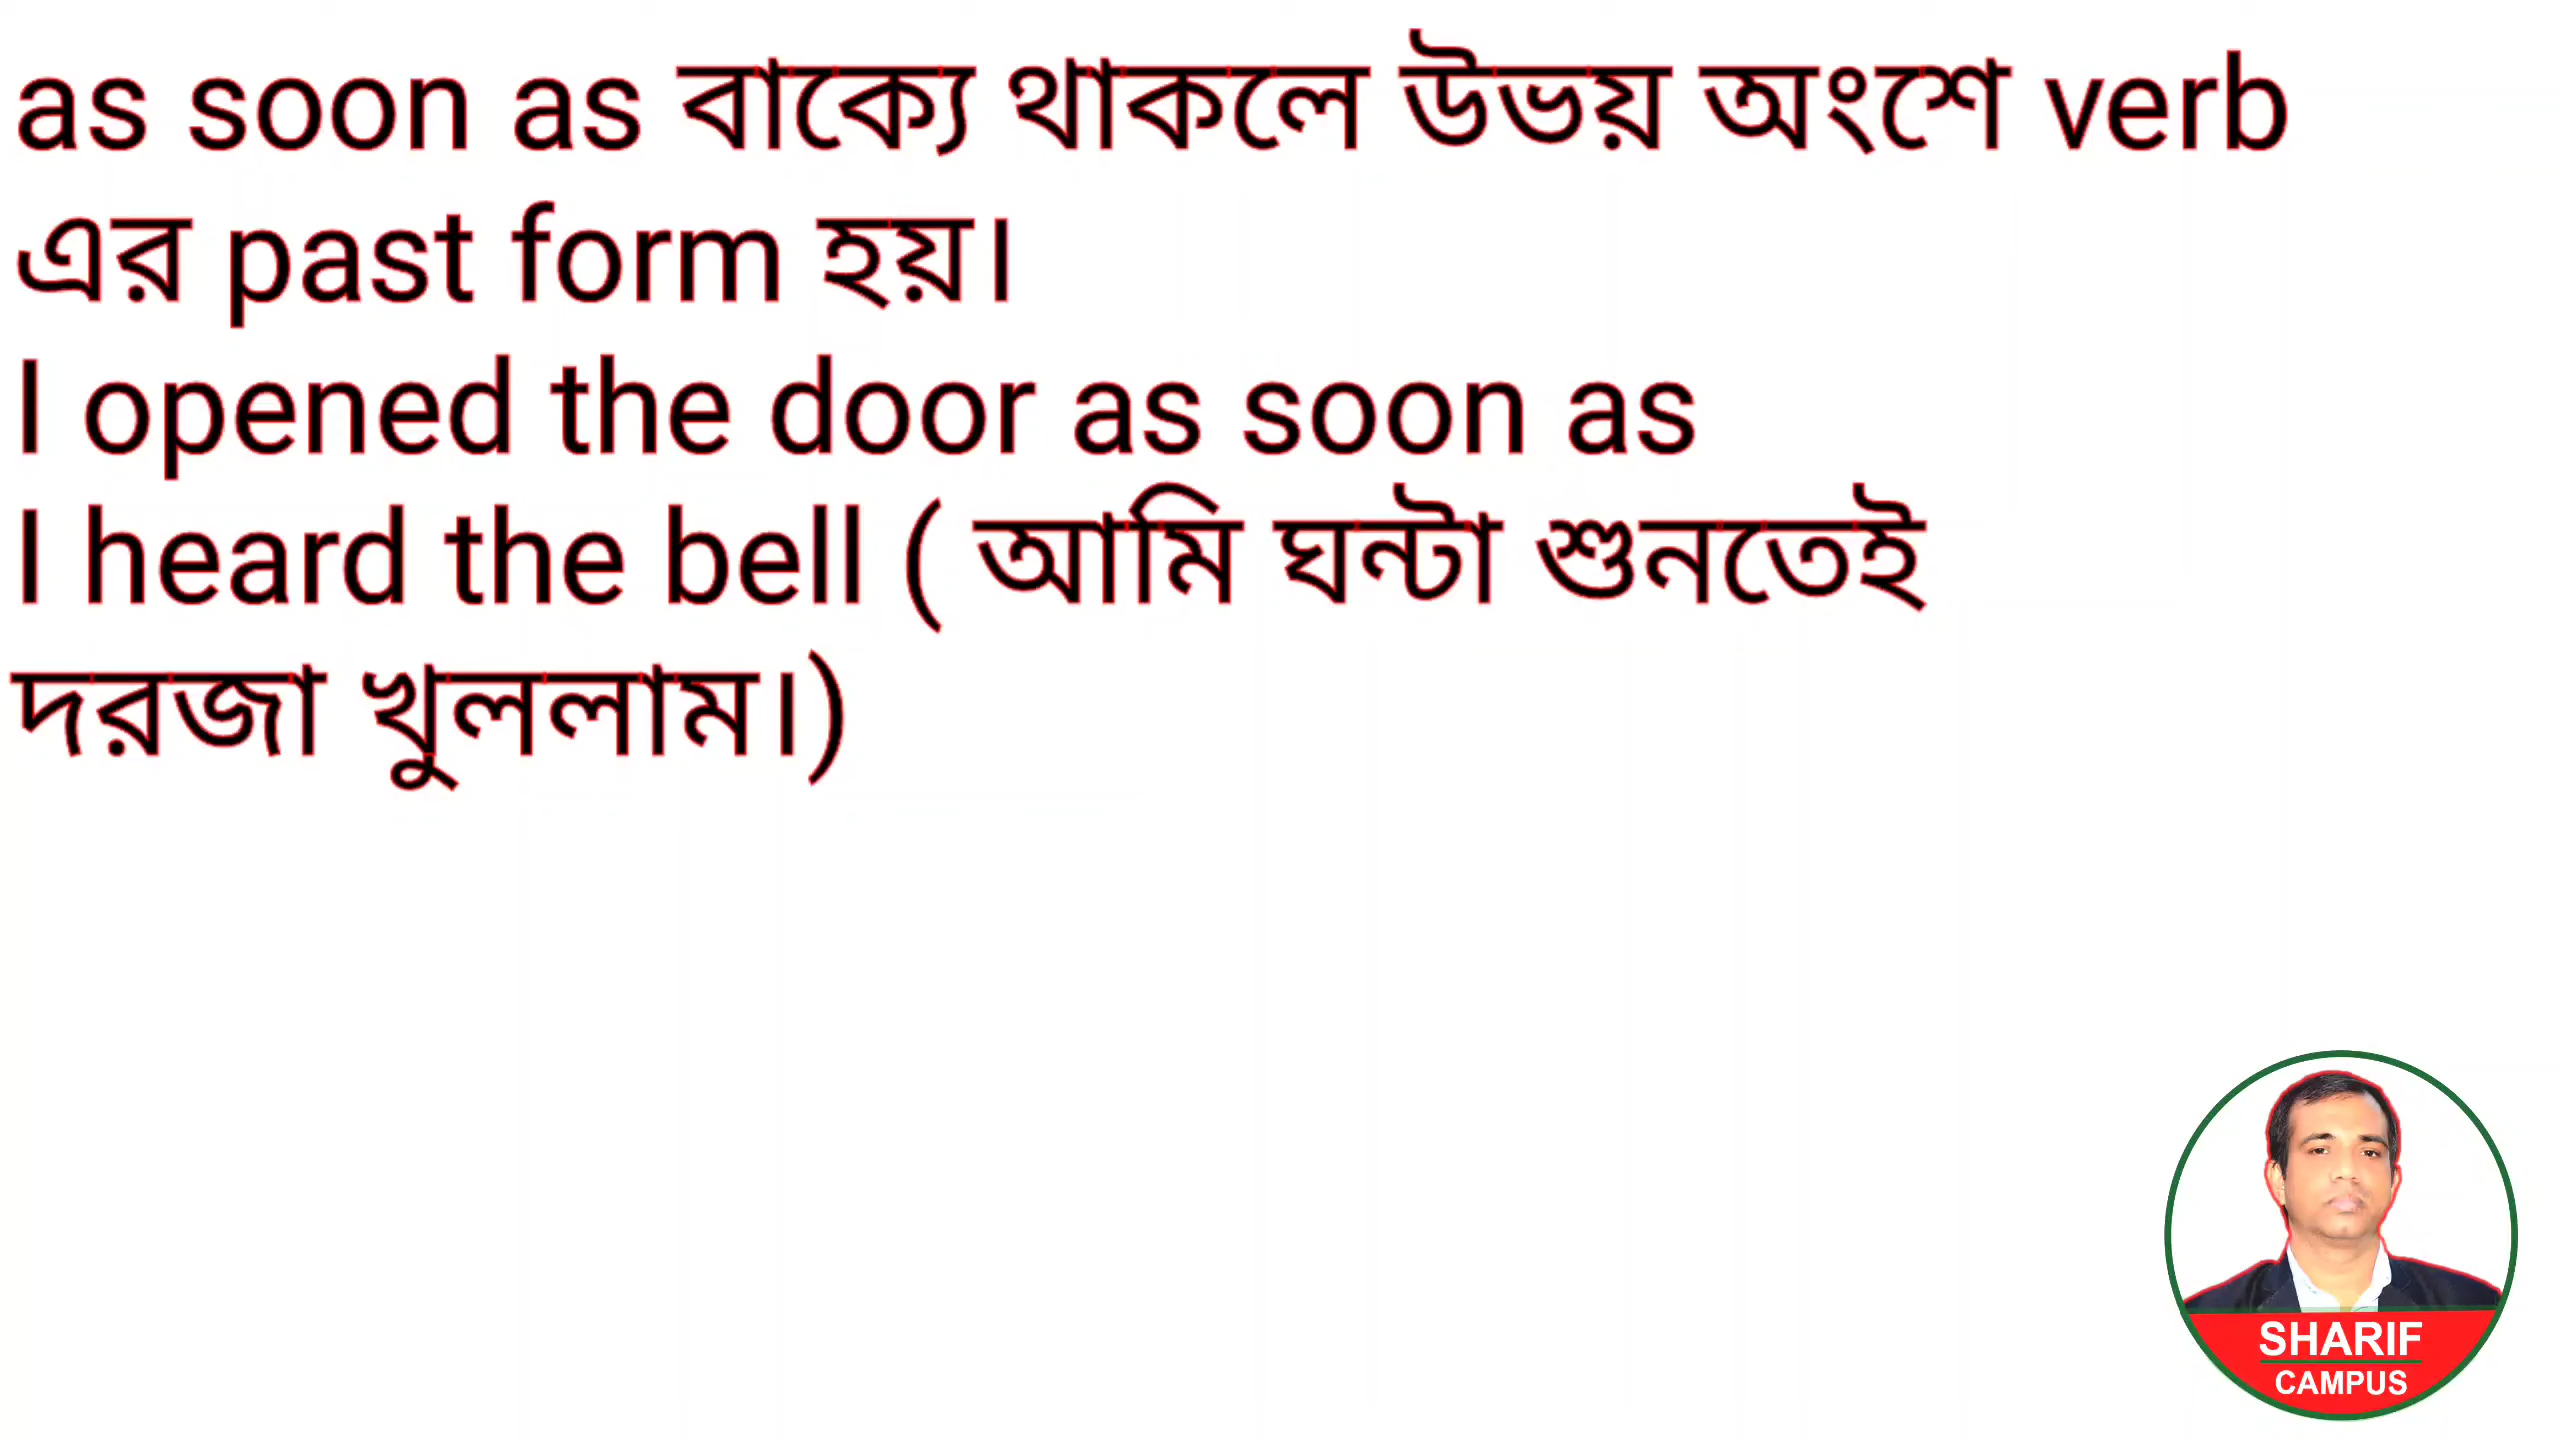 as soon as বাক্যে থাকলে উভয় অংশে verb
এর past form হয়।
I opened the door as soon as
I heard the bell ( আমি ঘন্টা শুনতেই
দরজা খুললাম।)
SHARIF
CAMPUS